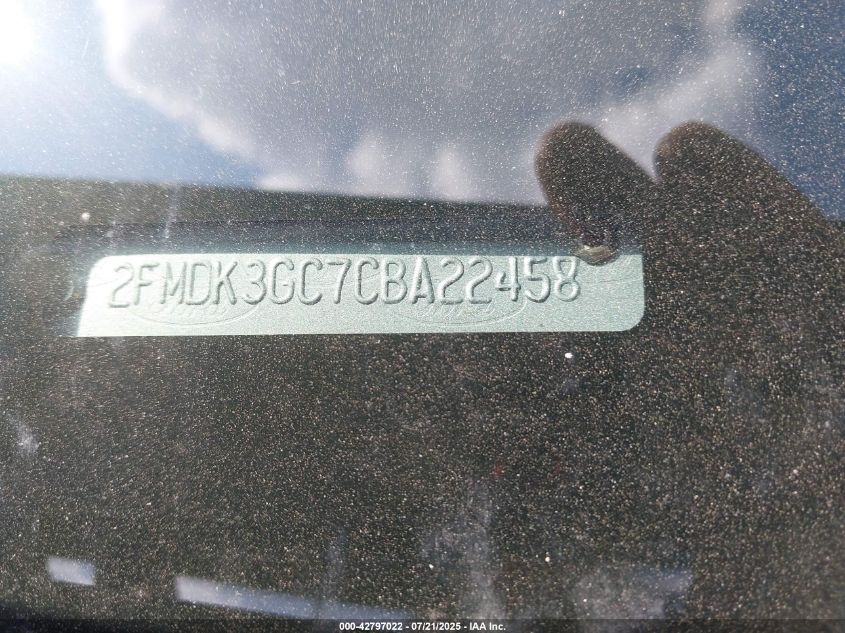 2FMDK3GC7CBA22458
000-42797022 - 07/21/2025 - IAA Inc.